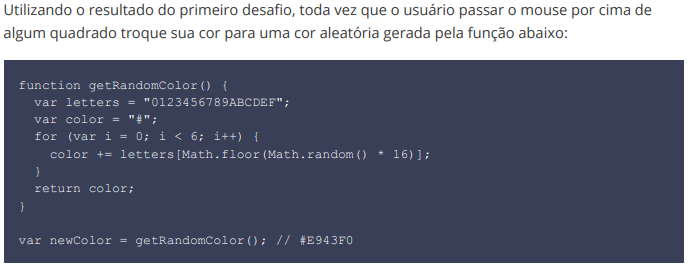 Utilizando o resultado do primeiro desafio, toda vez que o usuário passar o mouse por cima de
algum quadrado troque sua cor para uma cor aleatória gerada pela função abaixo:
function getRandomColor() {
  var letters = "0123456789ABCDEF";
  var color = "#";
  for (var i = 0; i < 6; i++) {
    color += letters[Math.floor(Math.random() * 16)];
  }
  return color;
}
var newColor = getRandomColor(); // #E943F0